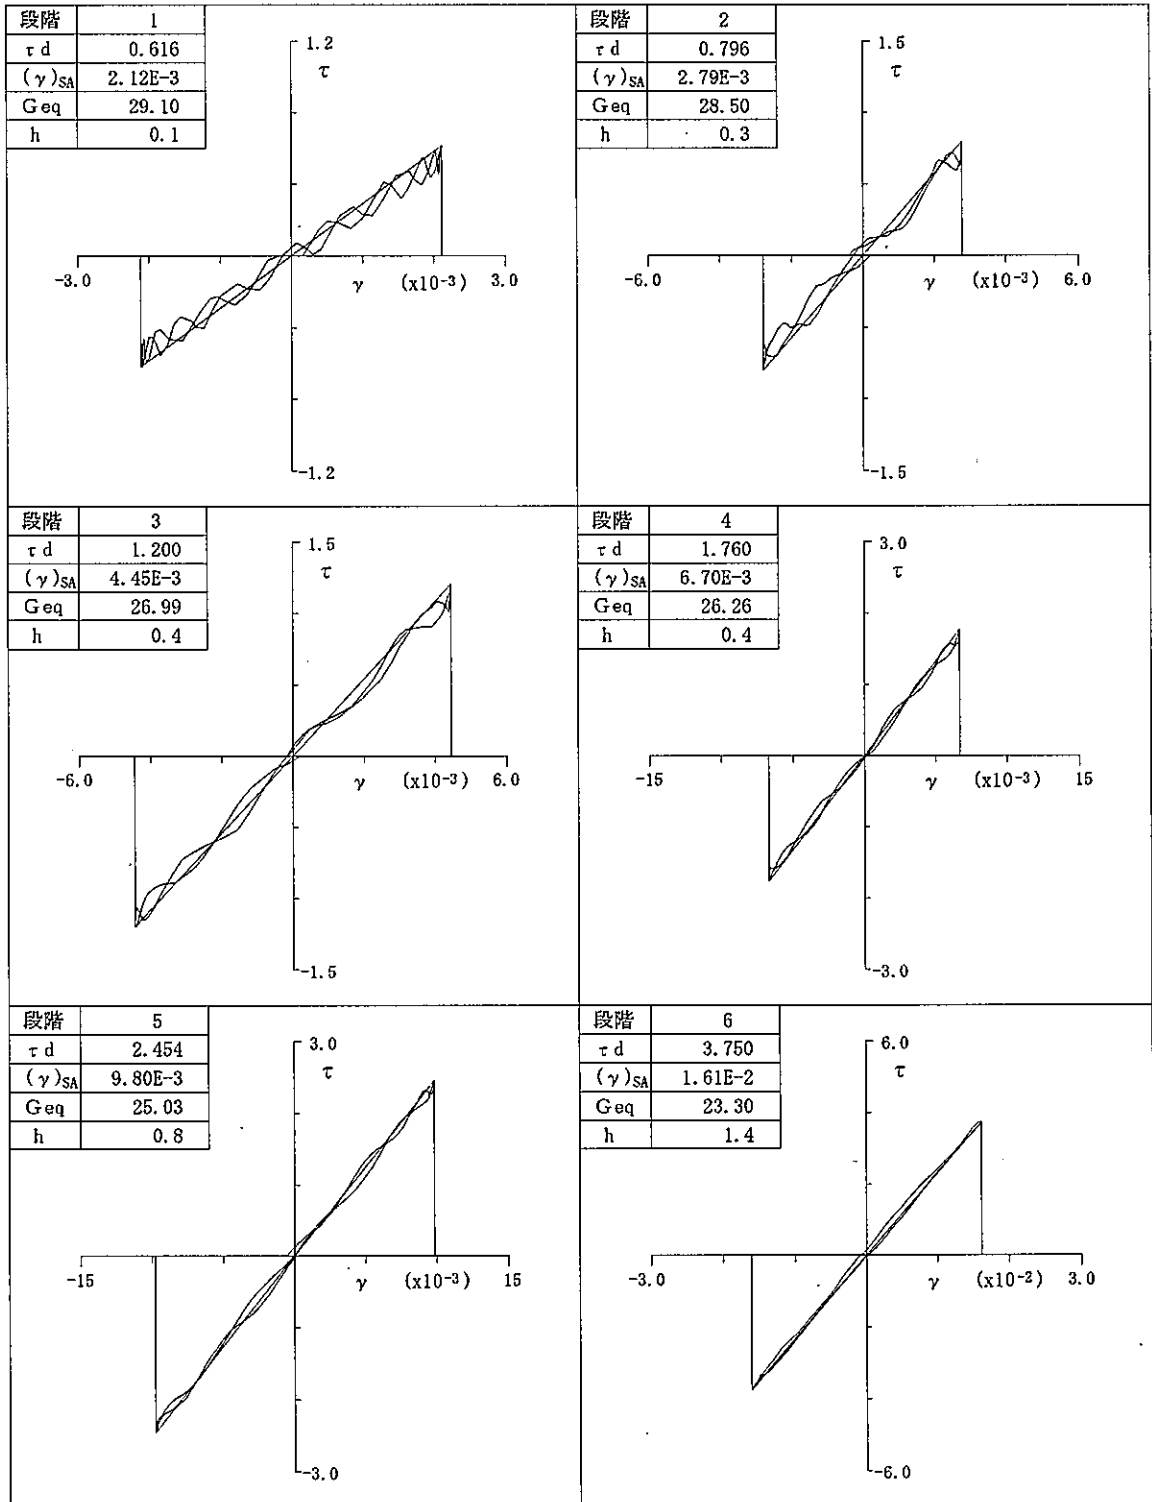 段階 1
τd 0.616
(γ)SA 2.12E-3
Geq 29.10
h 0.1
1.2
τ
-3.0 γ (x10-3) 3.0
-1.2
段階 2
τd 0.796
(γ)SA 2.79E-3
Geq 28.50
h 0.3
1.5
τ
-6.0 γ (x10-3) 6.0
-1.5
段階 3
τd 1.200
(γ)SA 4.45E-3
Geq 26.99
h 0.4
1.5
τ
-6.0 γ (x10-3) 6.0
-1.5
段階 4
τd 1.760
(γ)SA 6.70E-3
Geq 26.26
h 0.4
3.0
τ
-15 γ (x10-3) 15
-3.0
段階 5
τd 2.454
(γ)SA 9.80E-3
Geq 25.03
h 0.8
3.0
τ
-15 γ (x10-3) 15
-3.0
段階 6
τd 3.750
(γ)SA 1.61E-2
Geq 23.30
h 1.4
6.0
τ
-3.0 γ (x10-2) 3.0
-6.0